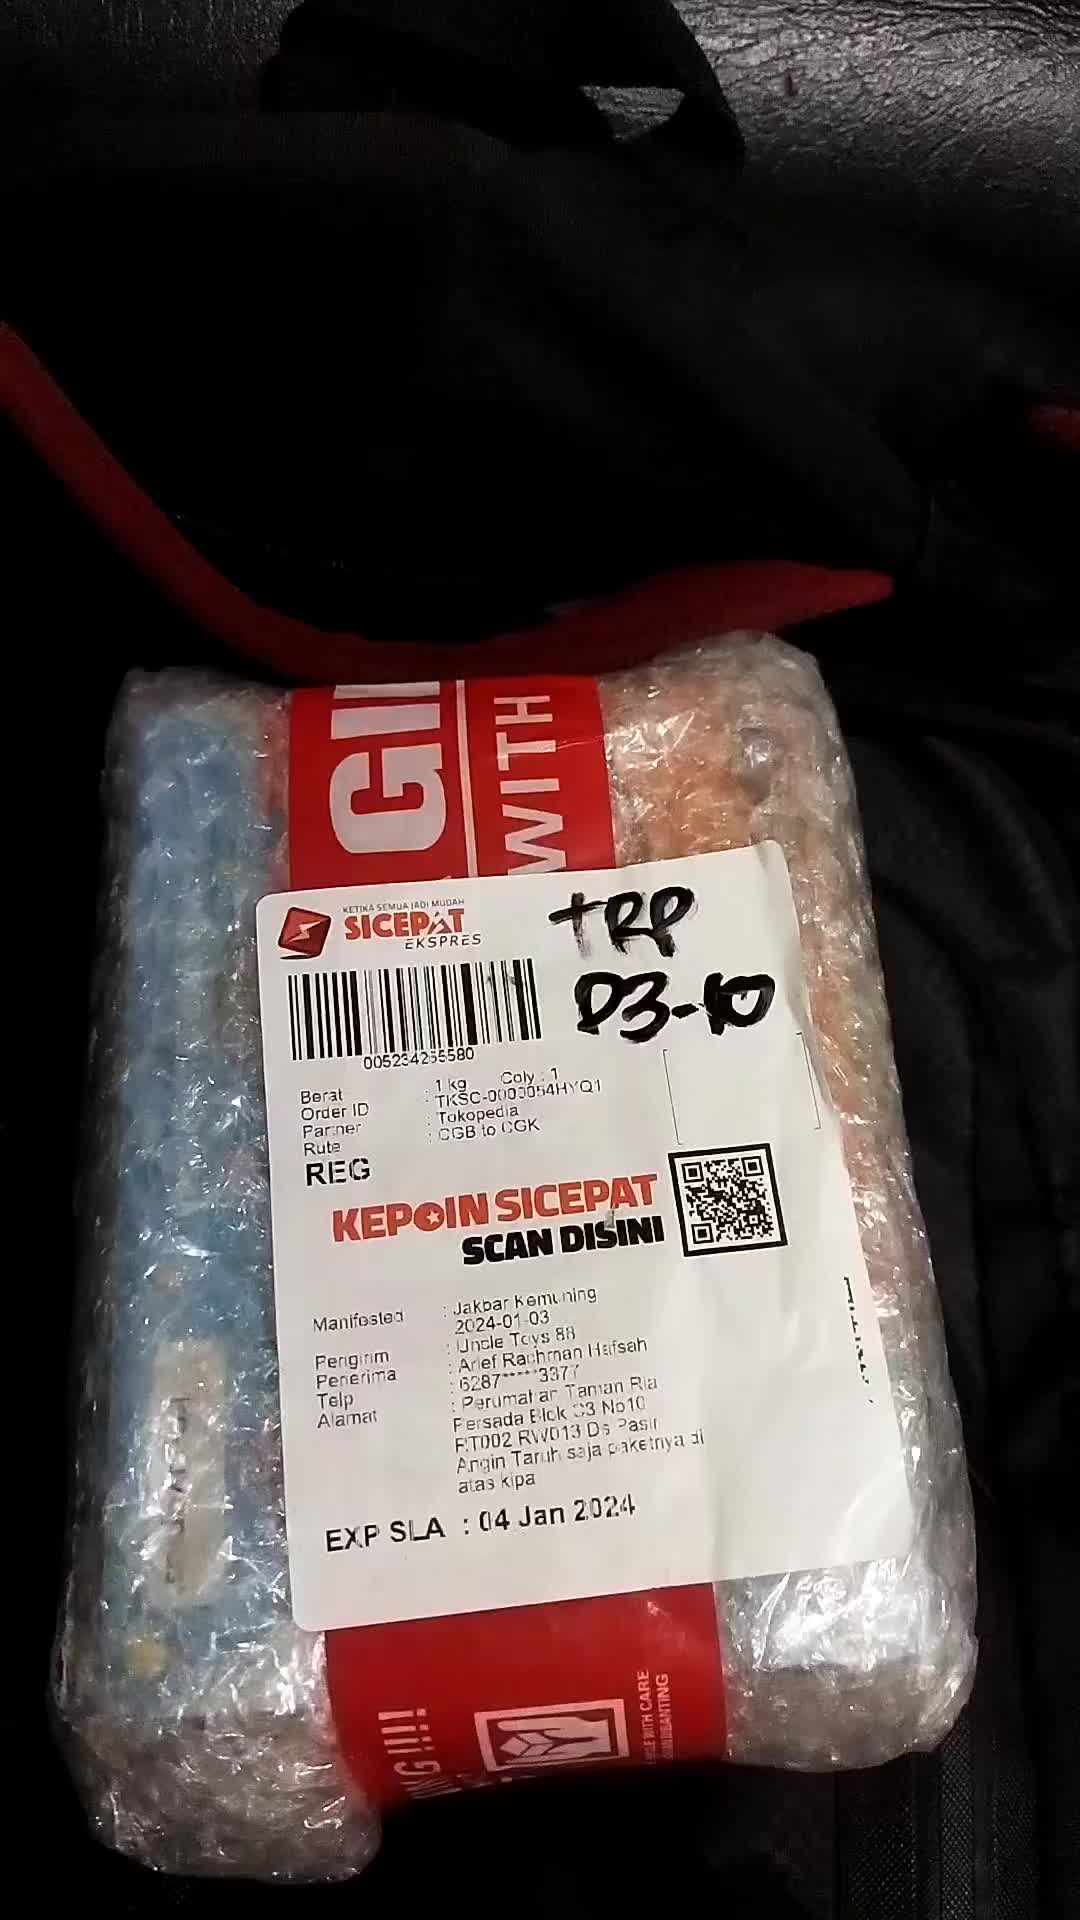 WITH
KETIKA SEMUA JADI MUDAH
SICEPAT
EKSPRES
TRP
D3-10
005234255580
Berat : 1 kg Coly : 1
Order ID : TKSC-0000054HYQ1
Partner : Tokopedia
Rute : CGB to CGK
REG
KEPOIN SICEPAT
SCAN DISINI
Manifested : Jakbar Kemuning
2024-01-03
Pengirim : Uncle Toys 88
Penerima : Arief Rachman Hafsah
Telp : 6287*****3377
Alamat : Perumahan Taman Ria
Persada Blok C3 No10
RT002 RW013 Ds Pasir
Angin Taruh saja paketnya di
atas kipa
EXP SLA : 04 Jan 2024
WITH CARE